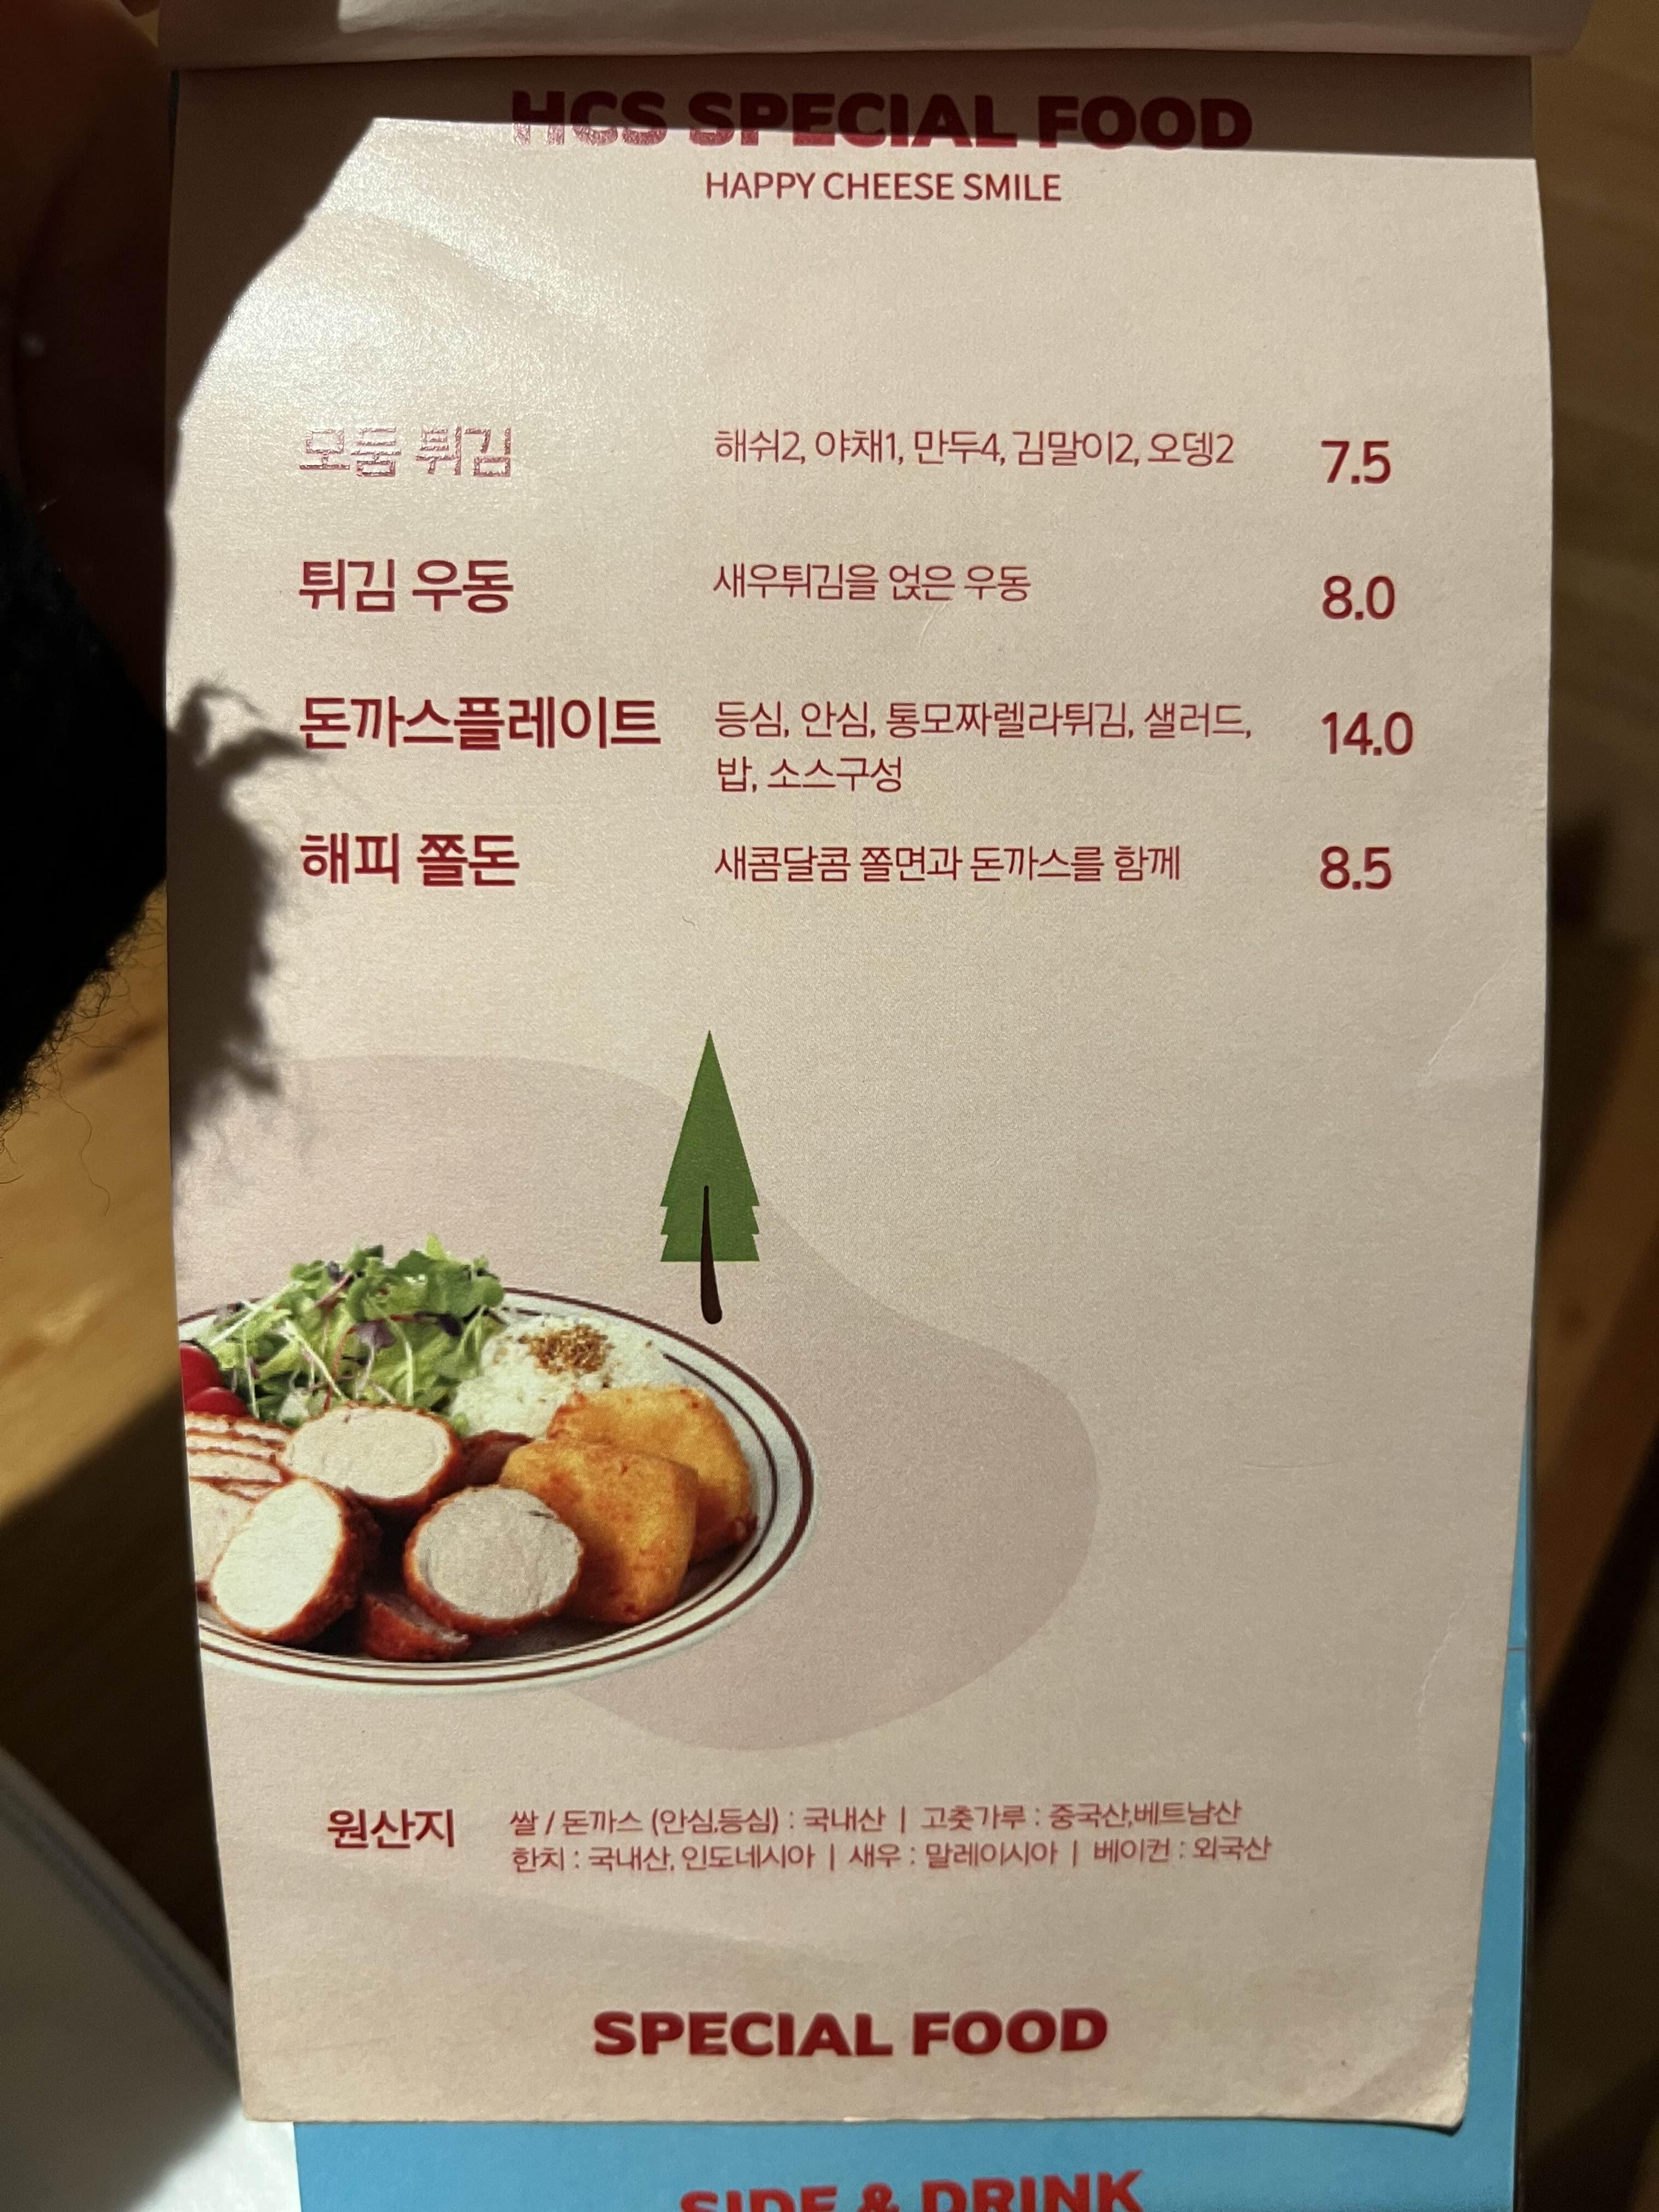 HCS SPECIAL FOOD
HAPPY CHEESE SMILE
모둠 튀김 해쉬2, 야채1, 만두4, 김말이2, 오뎅2 7.5
튀김 우동 새우튀김을 얹은 우동 8.0
돈까스플레이트 등심, 안심, 통모짜렐라튀김, 샐러드, 14.0
밥, 소스구성
해피 쫄돈 새콤달콤 쫄면과 돈까스를 함께 8.5
원산지 쌀 / 돈까스 (안심,등심) : 국내산 | 고춧가루 : 중국산,베트남산
한치 : 국내산, 인도네시아 | 새우 : 말레이시아 | 베이컨 : 외국산
SPECIAL FOOD
SIDE & DRINK